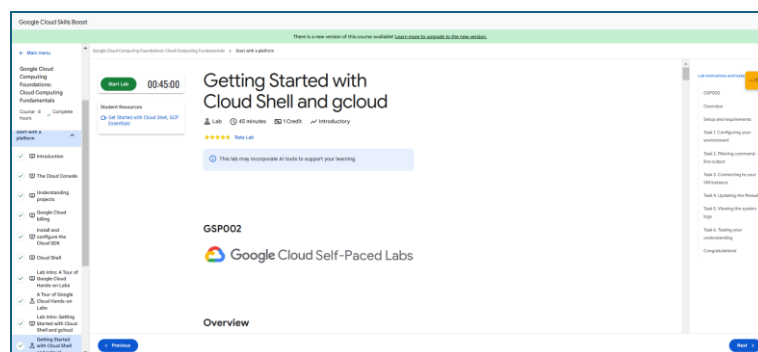 Google Cloud Skills Boost
There is a new version of this course available! Learn more to upgrade to the new version.
← Main menu
Google Cloud
Computing
Foundations:
Cloud Computing
Fundamentals
Course · 8
hours
Complete
Start with a
platform
Introduction
The Cloud Console
Understanding
projects
Google Cloud
billing
Install and
configure the
Cloud SDK
Cloud Shell
Lab Intro: A Tour of
Google Cloud
Hands-on Labs
A Tour of Google
Cloud Hands-on
Labs
Lab Intro: Getting
Started with Cloud
Shell and gcloud
Getting Started
with Cloud Shell
and gcloud
Google Cloud Computing Foundations: Cloud Computing Fundamentals > Start with a platform
Start Lab
00:45:00
Student Resources
Get Started with Cloud Shell, GCP
Essentials
Getting Started with
Cloud Shell and gcloud
Lab 45 minutes 1 Credit Introductory
Rate Lab
This lab may incorporate AI tools to support your learning.
GSP002
Google Cloud Self-Paced Labs
Overview
Previous
Next
Lab instructions and tasks
GSP002
Overview
Setup and requirements
Task 1. Configuring your
environment
Task 2. Filtering command-
line output
Task 3. Connecting to your
VM instance
Task 4. Updating the firewall
Task 5. Viewing the system
logs
Task 6. Testing your
understanding
Congratulations!